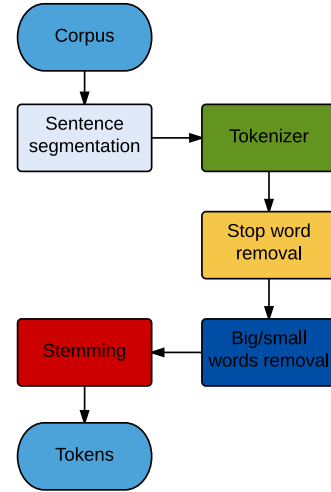 Corpus
Sentence
segmentation
Tokenizer
Stop word
removal
Big/small
words removal
Stemming
Tokens